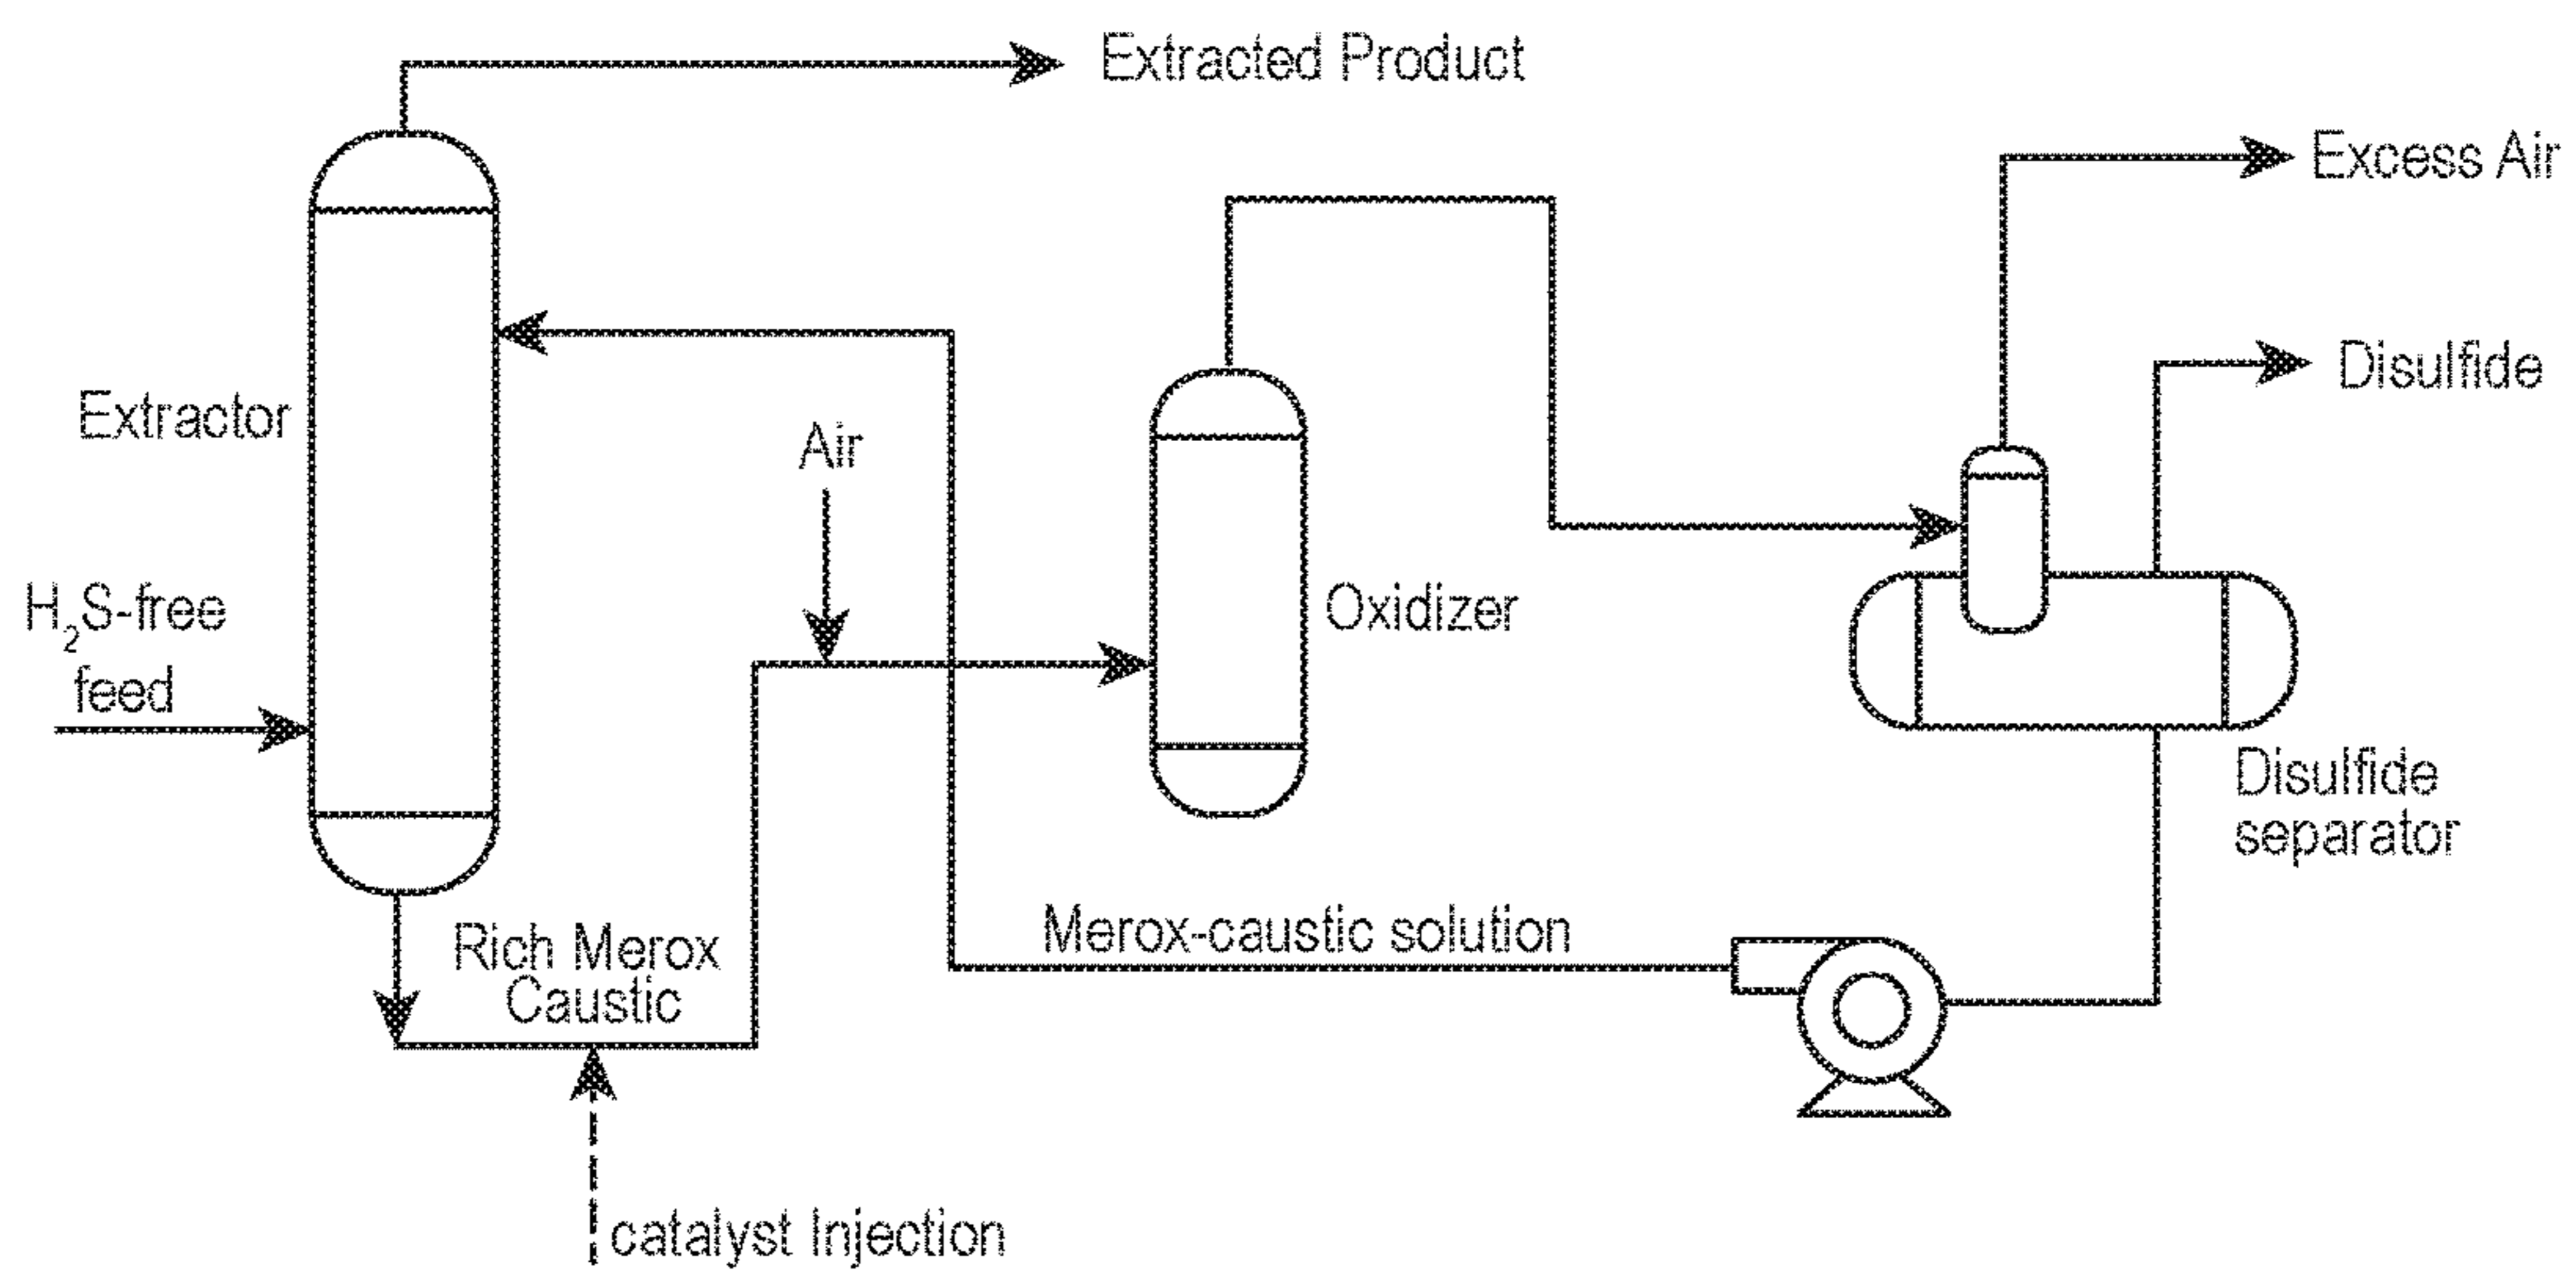 Extracted Product
Excess Air
Disulfide
Extractor
Air
H₂S-free
feed
Oxidizer
Disulfide
separator
Rich Merox
Caustic
Merox-caustic solution
catalyst Injection